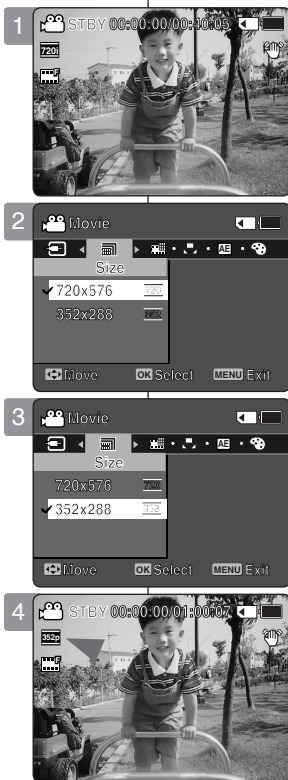 1
STBY 00:00:00/00:40:05
720i
F
2
Movie
AE
Size
720x576 720
352x288 352
Move OK Select MENU Exit
3
Movie
AE
Size
720x576 720
352x288 352
Move OK Select MENU Exit
4
STBY 00:00:00/01:00:07
352p
F